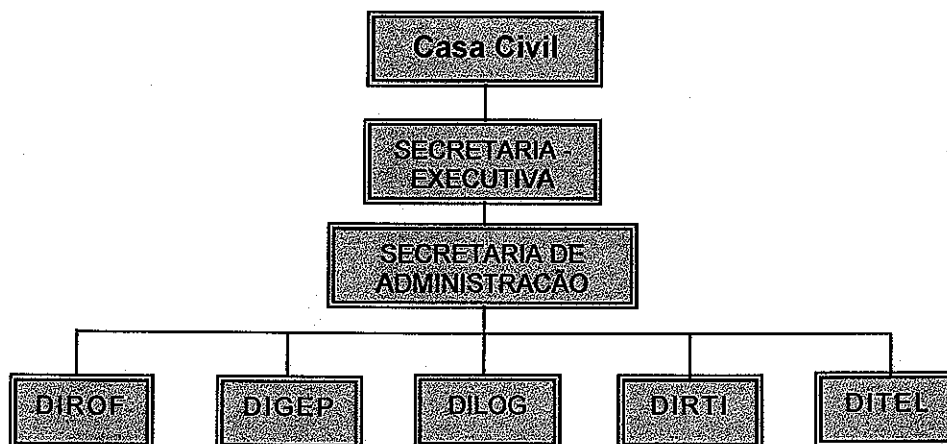 Casa Civil
SECRETARIA -
EXECUTIVA
SECRETARIA DE
ADMINISTRAÇÃO
DIROF
DIGEP
DILOG
DIRTI
DITEL